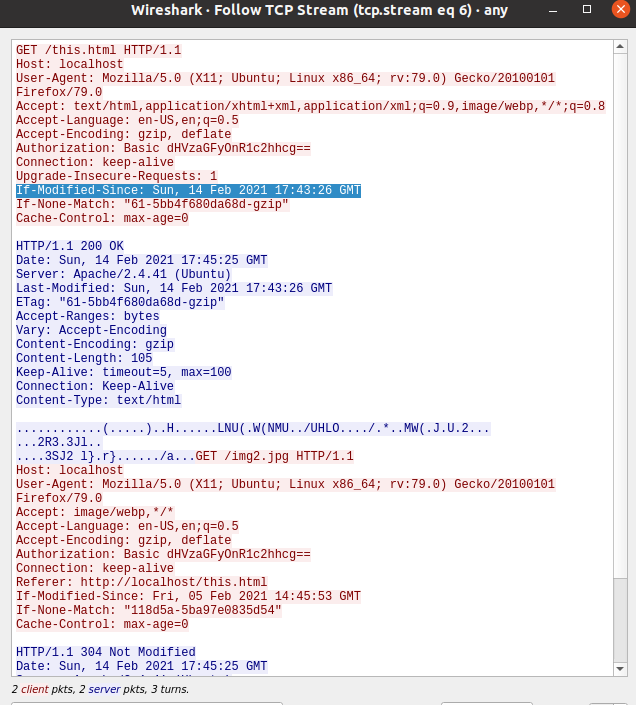 Wireshark · Follow TCP Stream (tcp.stream eq 6) · any
GET /this.html HTTP/1.1
Host: localhost
User-Agent: Mozilla/5.0 (X11; Ubuntu; Linux x86_64; rv:79.0) Gecko/20100101
Firefox/79.0
Accept: text/html,application/xhtml+xml,application/xml;q=0.9,image/webp,*/*;q=0.8
Accept-Language: en-US,en;q=0.5
Accept-Encoding: gzip, deflate
Authorization: Basic dHVzaGFyOnR1c2hhcg==
Connection: keep-alive
Upgrade-Insecure-Requests: 1
If-Modified-Since: Sun, 14 Feb 2021 17:43:26 GMT
If-None-Match: "61-5bb4f680da68d-gzip"
Cache-Control: max-age=0
HTTP/1.1 200 OK
Date: Sun, 14 Feb 2021 17:45:25 GMT
Server: Apache/2.4.41 (Ubuntu)
Last-Modified: Sun, 14 Feb 2021 17:43:26 GMT
ETag: "61-5bb4f680da68d-gzip"
Accept-Ranges: bytes
Vary: Accept-Encoding
Content-Encoding: gzip
Content-Length: 105
Keep-Alive: timeout=5, max=100
Connection: Keep-Alive
Content-Type: text/html
............(.....)..H......LNU(.W(NMU../UHLO..../.*..MW(.J.U.2...
...2R3.3Jl..
....3SJ2 l}.r}....../a...GET /img2.jpg HTTP/1.1
Host: localhost
User-Agent: Mozilla/5.0 (X11; Ubuntu; Linux x86_64; rv:79.0) Gecko/20100101
Firefox/79.0
Accept: image/webp,*/*
Accept-Language: en-US,en;q=0.5
Accept-Encoding: gzip, deflate
Authorization: Basic dHVzaGFyOnR1c2hhcg==
Connection: keep-alive
Referer: http://localhost/this.html
If-Modified-Since: Fri, 05 Feb 2021 14:45:53 GMT
If-None-Match: "118d5a-5ba97e0835d54"
Cache-Control: max-age=0
HTTP/1.1 304 Not Modified
Date: Sun, 14 Feb 2021 17:45:25 GMT
2 client pkts, 2 server pkts, 3 turns.